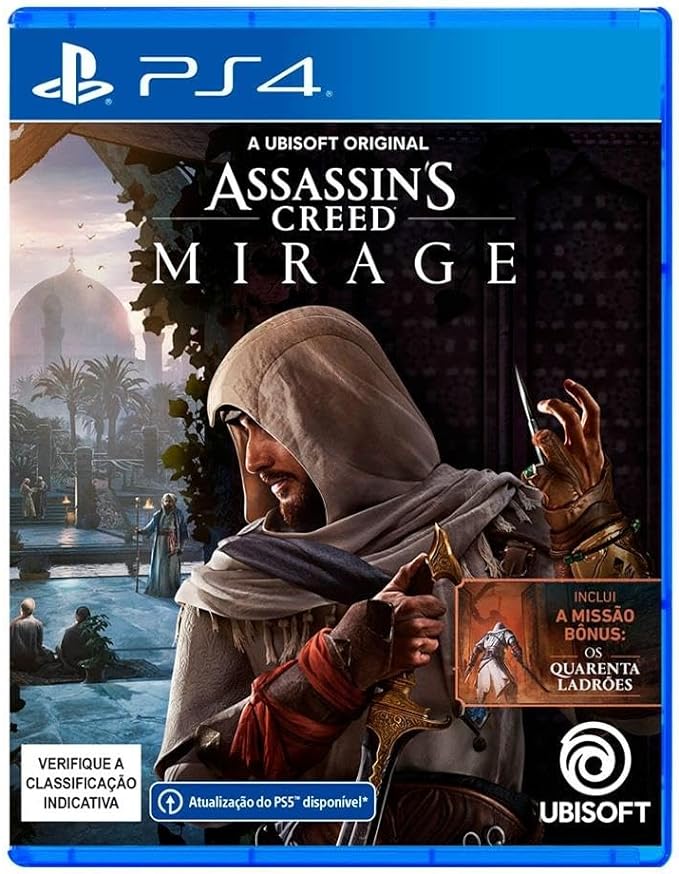 PS4
A UBISOFT ORIGINAL
ASSASSIN'S
CREED
MIRAGE
INCLUI
A MISSÃO
BÔNUS:
OS
QUARENTA
LADRÕES
VERIFIQUE A
CLASSIFICAÇÃO
INDICATIVA
Atualização do PS5™ disponível*
UBISOFT